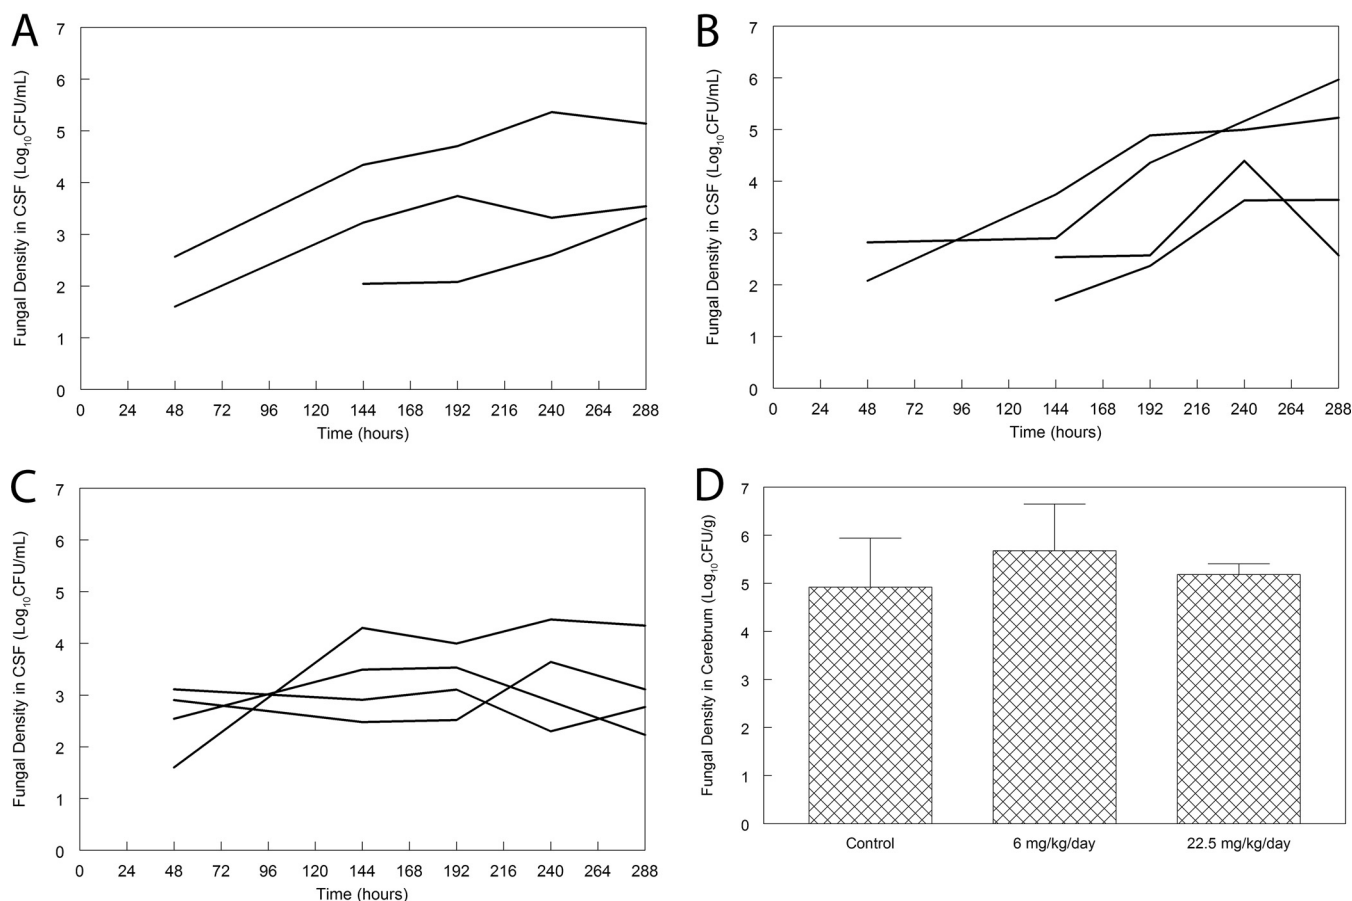 A
Fungal Density in CSF (Log10CFU/mL)
7
6
5
4
3
2
1
0
0 24 48 72 96 120 144 168 192 216 240 264 288
Time (hours)
B
Fungal Density in CSF (Log10CFU/mL)
7
6
5
4
3
2
1
0
0 24 48 72 96 120 144 168 192 216 240 264 288
Time (hours)
C
Fungal Density in CSF (Log10CFU/mL)
7
6
5
4
3
2
1
0
0 24 48 72 96 120 144 168 192 216 240 264 288
Time (hours)
D
Fungal Density in Cerebrum (Log10CFU/g)
7
6
5
4
3
2
1
0
Control 6 mg/kg/day 22.5 mg/kg/day